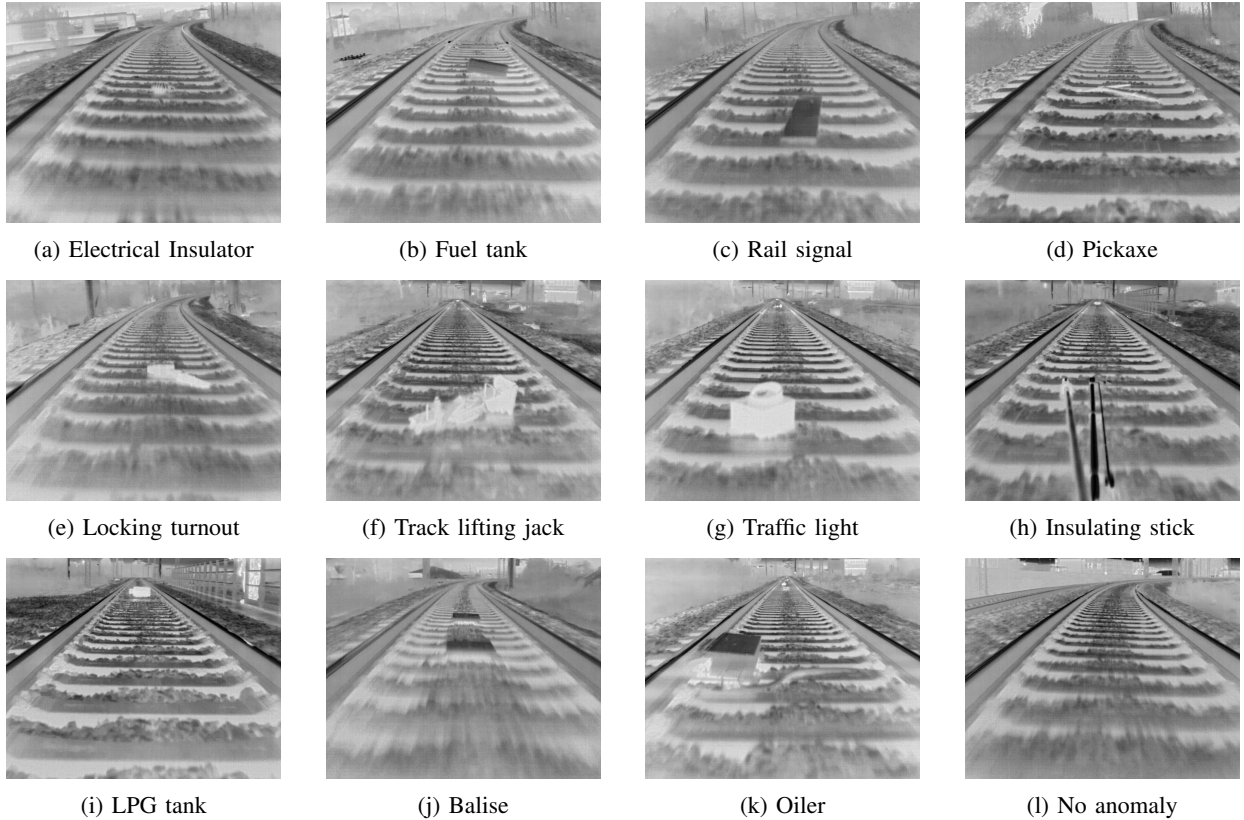 (a) Electrical Insulator
(b) Fuel tank
(c) Rail signal
(d) Pickaxe
(e) Locking turnout
(f) Track lifting jack
(g) Traffic light
(h) Insulating stick
(i) LPG tank
(j) Balise
(k) Oiler
(l) No anomaly